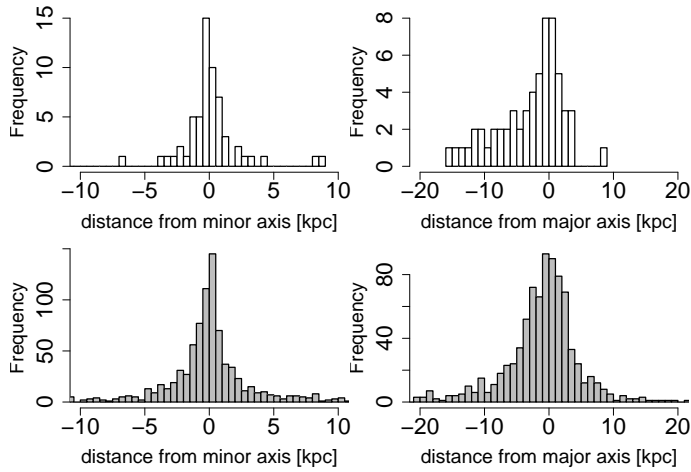 Frequency
15
10
5
0
−10 −5 0 5 10
distance from minor axis [kpc]
Frequency
8
6
4
2
0
−20 −10 0 10 20
distance from major axis [kpc]
Frequency
100
50
0
−10 −5 0 5 10
distance from minor axis [kpc]
Frequency
80
40
0
−20 −10 0 10 20
distance from major axis [kpc]